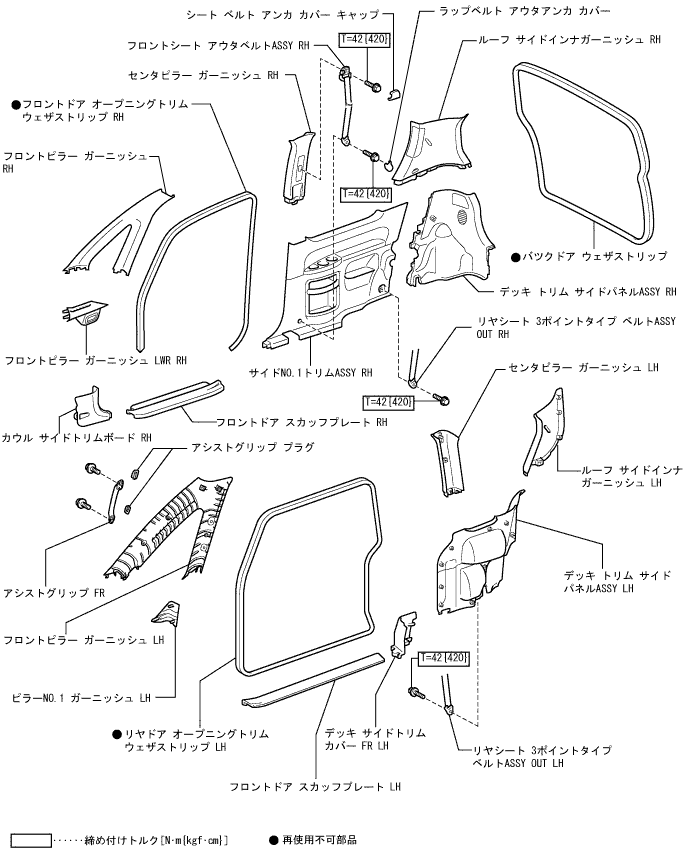 シート ベルト アンカ カバー キャップ
ラップベルト アウタアンカ カバー
T=42{420}
フロントシート アウタベルトASSY RH
ルーフ サイドインナガーニッシュ RH
センタピラー ガーニッシュ RH
●フロントドア オープニングトリム
ウェザストリップ RH
フロントピラー ガーニッシュ
RH
T=42{420}
●バックドア ウェザストリップ
デッキ トリム サイドパネルASSY RH
リヤシート 3ポイントタイプ ベルトASSY
OUT RH
フロントピラー ガーニッシュ LWR RH
サイドNO.1トリムASSY RH
センタピラー ガーニッシュ LH
T=42{420}
フロントドア スカッフプレート RH
カウル サイドトリムボード RH
アシストグリップ プラグ
ルーフ サイドインナ
ガーニッシュ LH
デッキ トリム サイド
パネルASSY LH
アシストグリップ FR
フロントピラー ガーニッシュ LH
T=42{420}
ピラーNO.1 ガーニッシュ LH
●リヤドア オープニングトリム
ウェザストリップ LH
デッキ サイドトリム
カバー FR LH
リヤシート 3ポイントタイプ
ベルトASSY OUT LH
フロントドア スカッフプレート LH
······締め付けトルク[N·m{kgf·cm}]
● 再使用不可部品